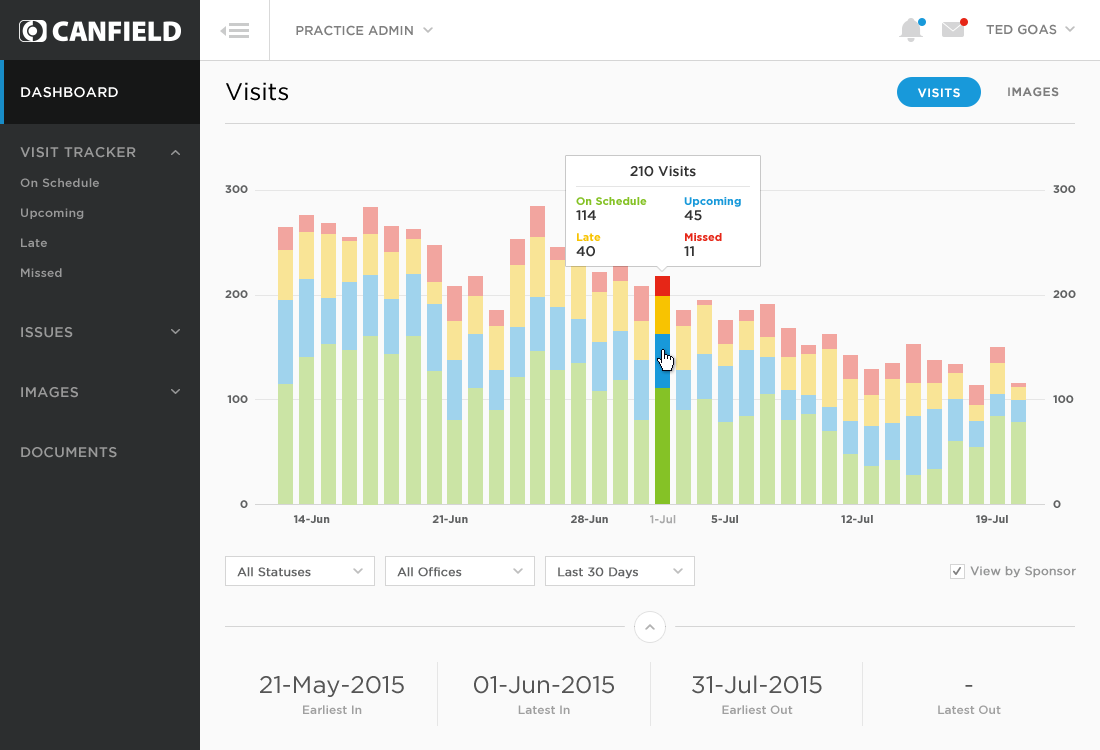 CANFIELD
PRACTICE ADMIN
TED GOAS
DASHBOARD
VISIT TRACKER
On Schedule
Upcoming
Late
Missed
ISSUES
IMAGES
DOCUMENTS
Visits
VISITS
IMAGES
210 Visits
On Schedule Upcoming
114 45
Late Missed
40 11
300 300
200 200
100 100
0 0
14-Jun 21-Jun 28-Jun 1-Jul 5-Jul 12-Jul 19-Jul
All Statuses All Offices Last 30 Days View by Sponsor
21-May-2015 01-Jun-2015 31-Jul-2015 -
Earliest In Latest In Earliest Out Latest Out